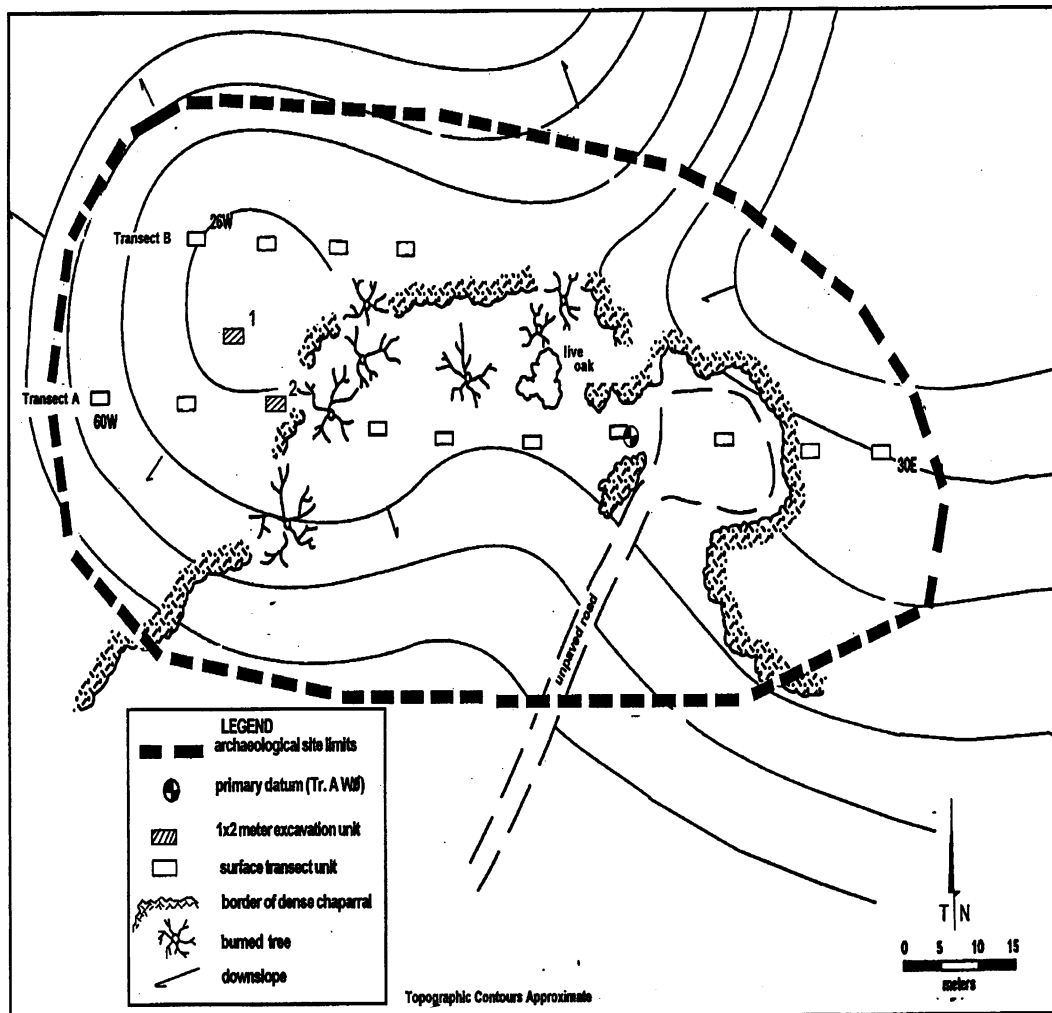 26W
Transect B
1
live
oak
2
Transect A
60W
30E
unpaved road
LEGEND
archaeological site limits
primary datum (Tr. A WØ)
1x2 meter excavation unit
surface transect unit
border of dense chaparral
burned tree
downslope
T N
0 5 10 15
meters
Topographic Contours Approximate